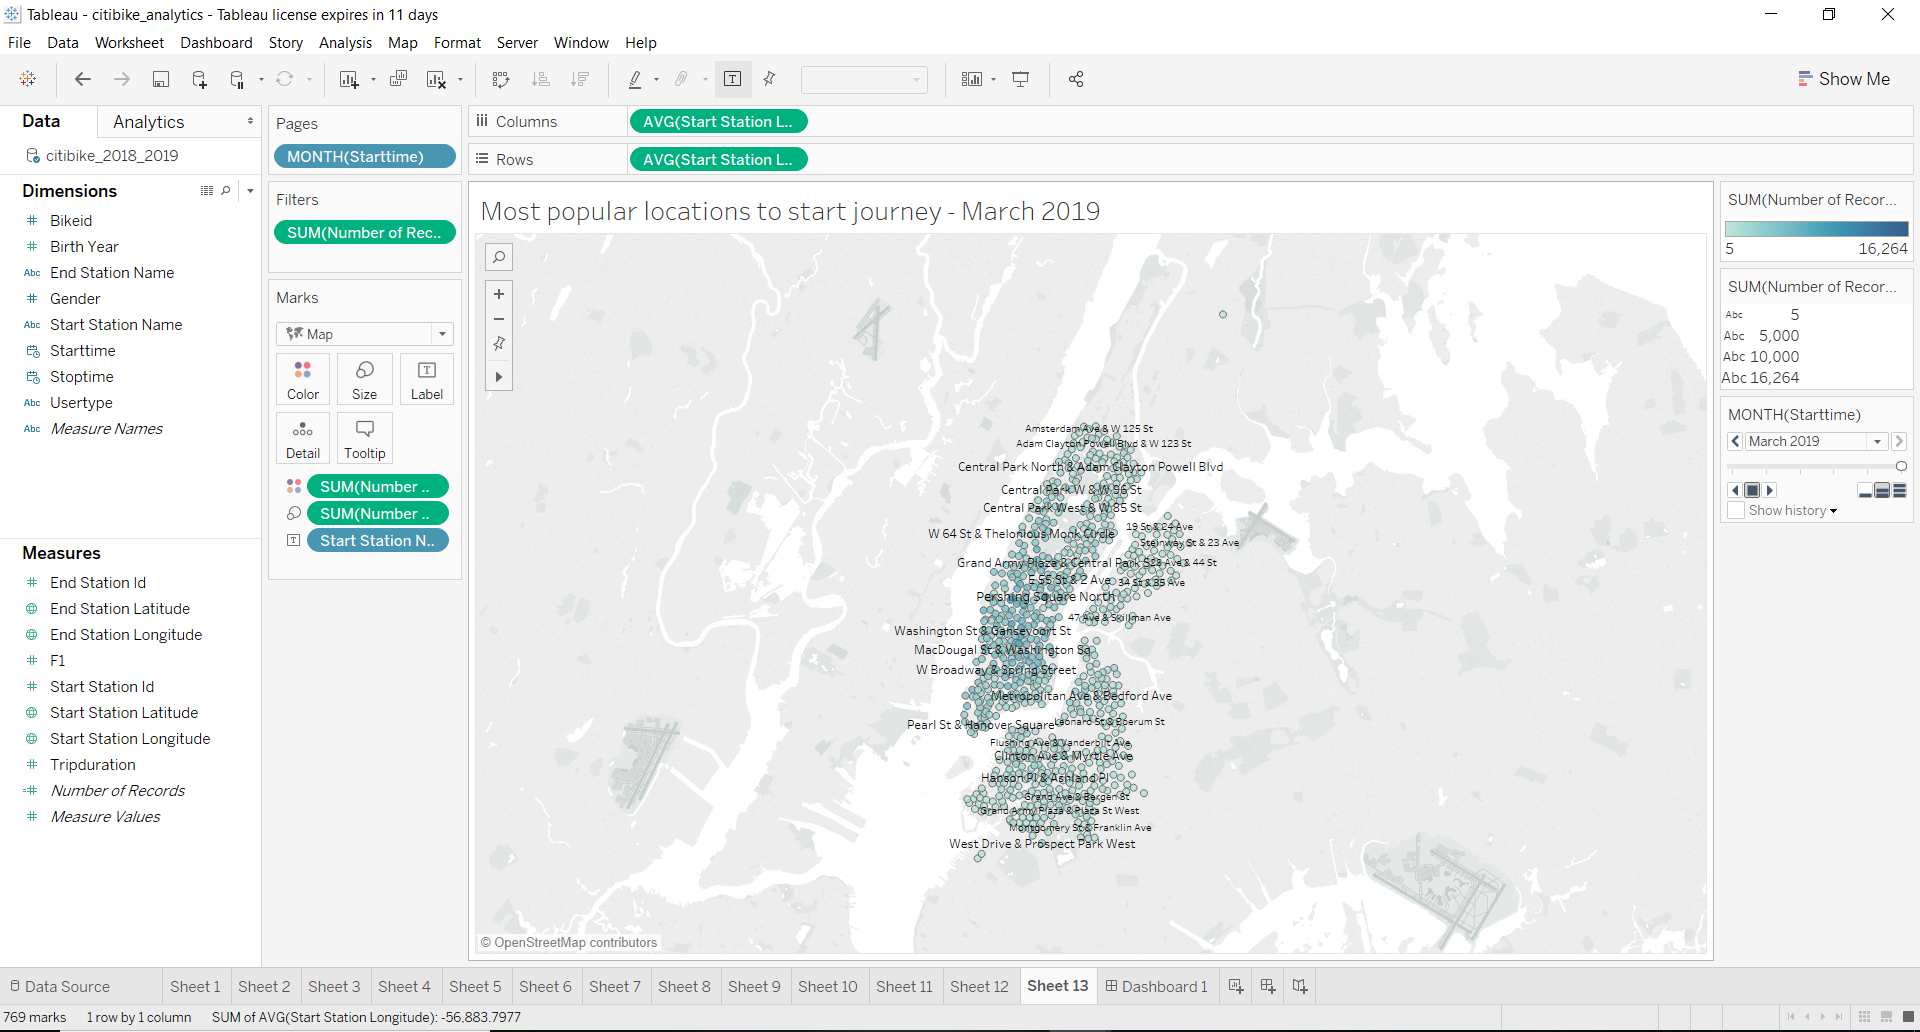 Tableau - citibike_analytics - Tableau license expires in 11 days
File Data Worksheet Dashboard Story Analysis Map Format Server Window Help
Show Me
Data
Analytics
citibike_2018_2019
Dimensions
Bikeid
Birth Year
Abc End Station Name
Gender
Abc Start Station Name
Starttime
Stoptime
Abc Usertype
Abc Measure Names
Measures
End Station Id
End Station Latitude
End Station Longitude
F1
Start Station Id
Start Station Latitude
Start Station Longitude
Tripduration
Number of Records
Measure Values
Pages
MONTH(Starttime)
Filters
SUM(Number of Rec..
Marks
Map
Color Size Label
Detail Tooltip
SUM(Number ..
SUM(Number ..
Start Station N..
Columns AVG(Start Station L..
Rows AVG(Start Station L..
Most popular locations to start journey - March 2019
Amsterdam Ave & W 125 St
Adam Clayton Powell Blvd & W 123 St
Central Park North & Adam Clayton Powell Blvd
Central Park W & W 96 St
Central Park West & W 85 St
19 St & 24 Ave
W 64 St & Thelonious Monk Circle
Steinway St & 23 Ave
Grand Army Plaza & Central Park S
28 Ave & 44 St
E 55 St & 2 Ave
34 St & 35 Ave
Pershing Square North
47 Ave & Skillman Ave
Washington St & Gansevoort St
MacDougal St & Washington Sq
W Broadway & Spring Street
Metropolitan Ave & Bedford Ave
Pearl St & Hanover Square
Leonard St & Boerum St
Flushing Ave & Vanderbilt Ave
Clinton Ave & Myrtle Ave
Hanson Pl & Ashland Pl
Grand Ave & Bergen St
Grand Army Plaza & Plaza St West
Montgomery St & Franklin Ave
West Drive & Prospect Park West
© OpenStreetMap contributors
SUM(Number of Recor...
5 16,264
SUM(Number of Recor...
Abc 5
Abc 5,000
Abc 10,000
Abc 16,264
MONTH(Starttime)
March 2019
Show history
Data Source Sheet 1 Sheet 2 Sheet 3 Sheet 4 Sheet 5 Sheet 6 Sheet 7 Sheet 8 Sheet 9 Sheet 10 Sheet 11 Sheet 12 Sheet 13 Dashboard 1
769 marks 1 row by 1 column SUM of AVG(Start Station Longitude): -56,883.7977